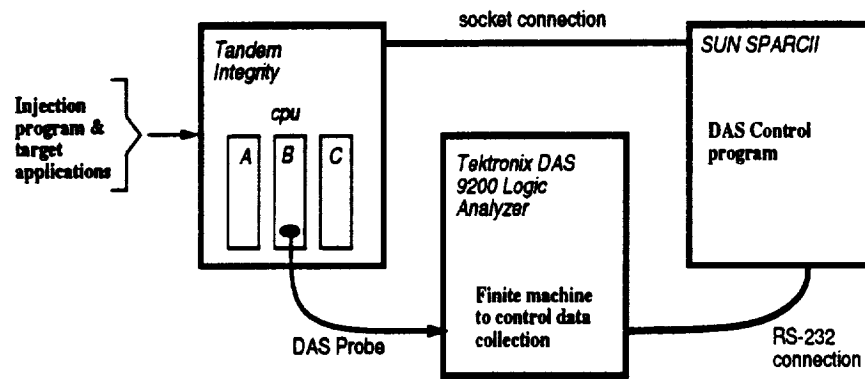 socket connection
Tandem
Integrity
SUN SPARCII
Injection
program &
target
applications
cpu
A
B
C
DAS Control
program
Tektronix DAS
9200 Logic
Analyzer
Finite machine
to control data
collection
DAS Probe
RS-232
connection